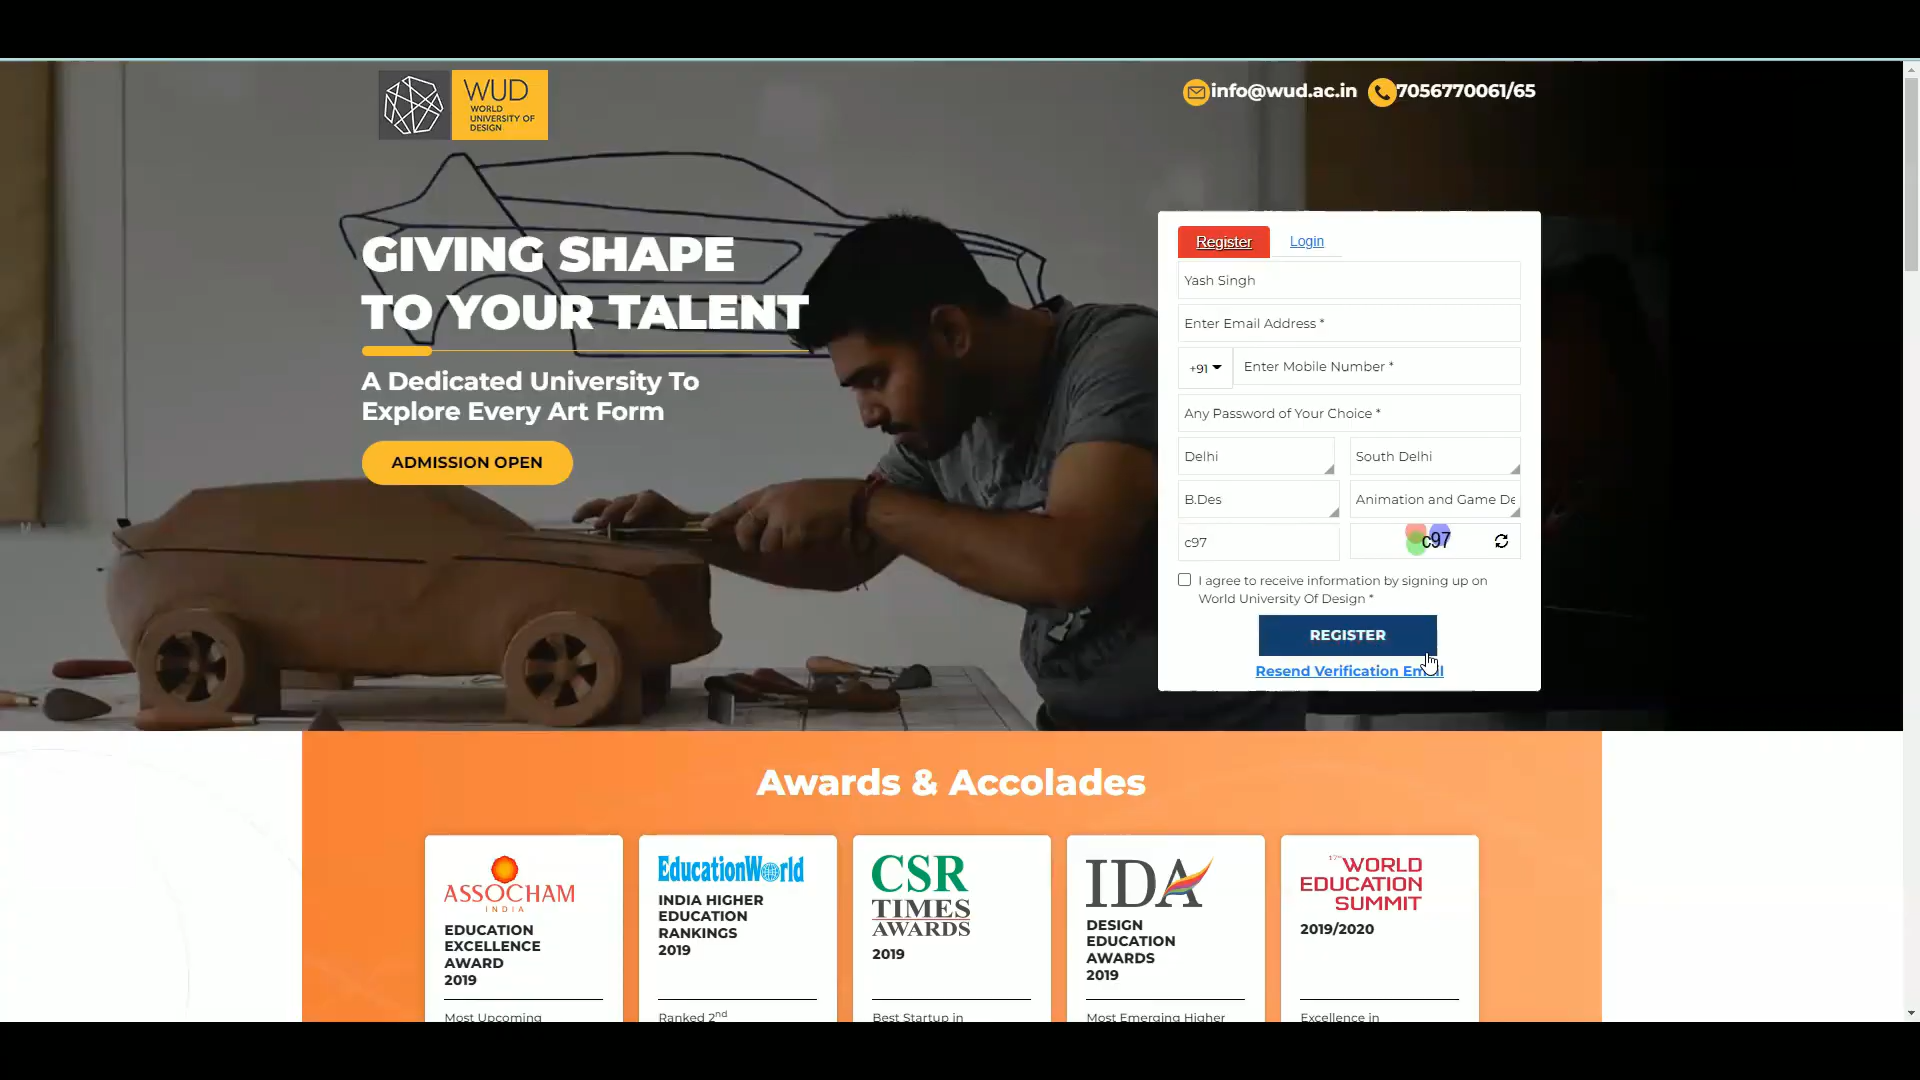 WUD
WORLD
UNIVERSITY OF
DESIGN
info@wud.ac.in 7056770061/65
GIVING SHAPE
TO YOUR TALENT
A Dedicated University To
Explore Every Art Form
ADMISSION OPEN
Register Login
Yash Singh
Enter Email Address *
+91 Enter Mobile Number *
Any Password of Your Choice *
Delhi South Delhi
B.Des Animation and Game De
c97 c97
I agree to receive information by signing up on
World University Of Design *
REGISTER
Resend Verification Email
Awards & Accolades
ASSOCHAM
INDIA
EDUCATION
EXCELLENCE
AWARD
2019
Most Upcoming
EducationWorld
INDIA HIGHER
EDUCATION
RANKINGS
2019
Ranked 2nd
CSR
TIMES
AWARDS
2019
Best Startup in
IDA
DESIGN
EDUCATION
AWARDS
2019
Most Emerging Higher
17th WORLD
EDUCATION
SUMMIT
2019/2020
Excellence in